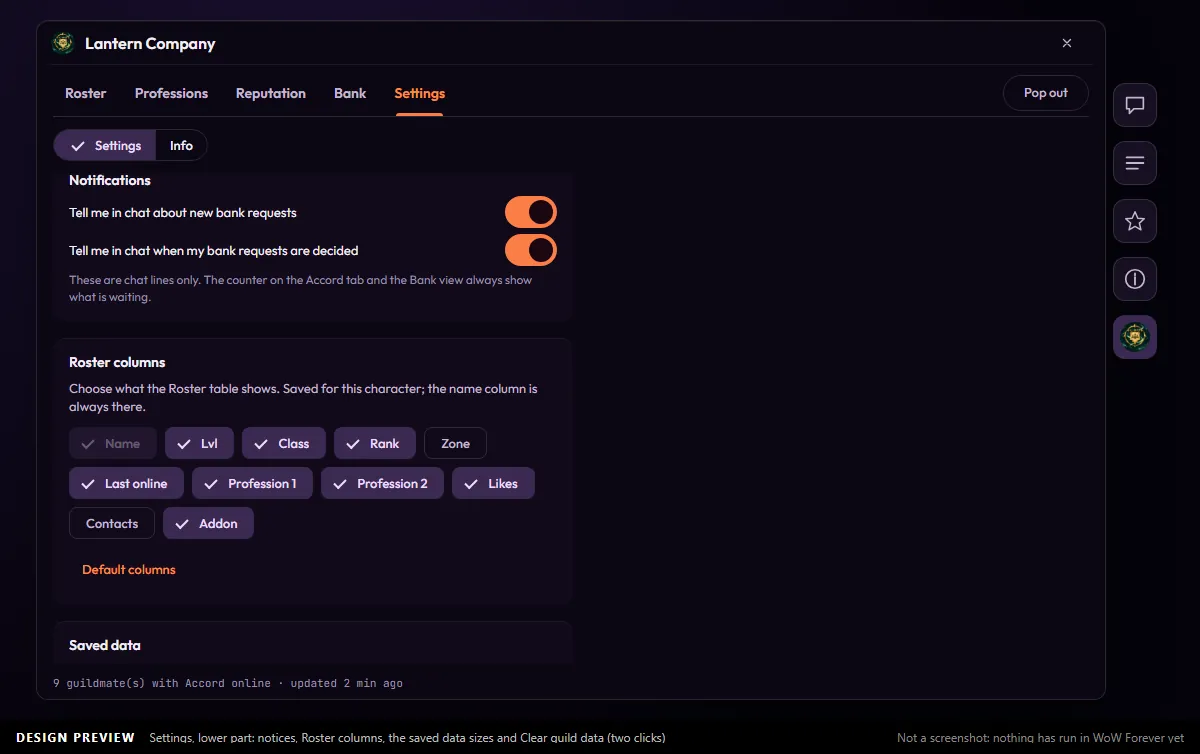 Lantern Company
Roster Professions Reputation Bank Settings Pop out
Settings Info
Notifications
Tell me in chat about new bank requests
Tell me in chat when my bank requests are decided
These are chat lines only. The counter on the Accord tab and the Bank view always show
what is waiting.
Roster columns
Choose what the Roster table shows. Saved for this character; the name column is
always there.
Name Lvl Class Rank Zone
Last online Profession 1 Profession 2 Likes
Contacts Addon
Default columns
Saved data
9 guildmate(s) with Accord online · updated 2 min ago
DESIGN PREVIEW Settings, lower part: notices, Roster columns, the saved data sizes and Clear guild data (two clicks) Not a screenshot: nothing has run in WoW Forever yet